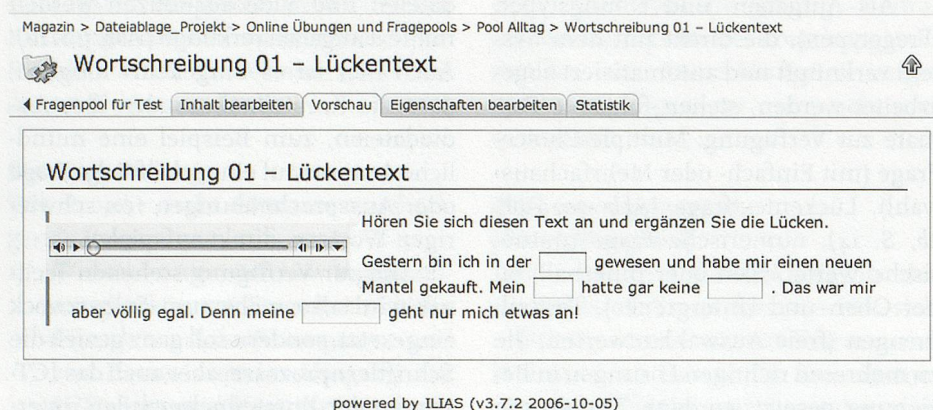 Magazin > Dateiablage_Projekt > Online Übungen und Fragepools > Pool Alltag > Wortschreibung 01 – Lückentext
Wortschreibung 01 – Lückentext
Fragenpool für Test Inhalt bearbeiten Vorschau Eigenschaften bearbeiten Statistik
Wortschreibung 01 – Lückentext
Hören Sie sich diesen Text an und ergänzen Sie die Lücken.
Gestern bin ich in der gewesen und habe mir einen neuen
Mantel gekauft. Mein hatte gar keine . Das war mir
aber völlig egal. Denn meine geht nur mich etwas an!
powered by ILIAS (v3.7.2 2006-10-05)